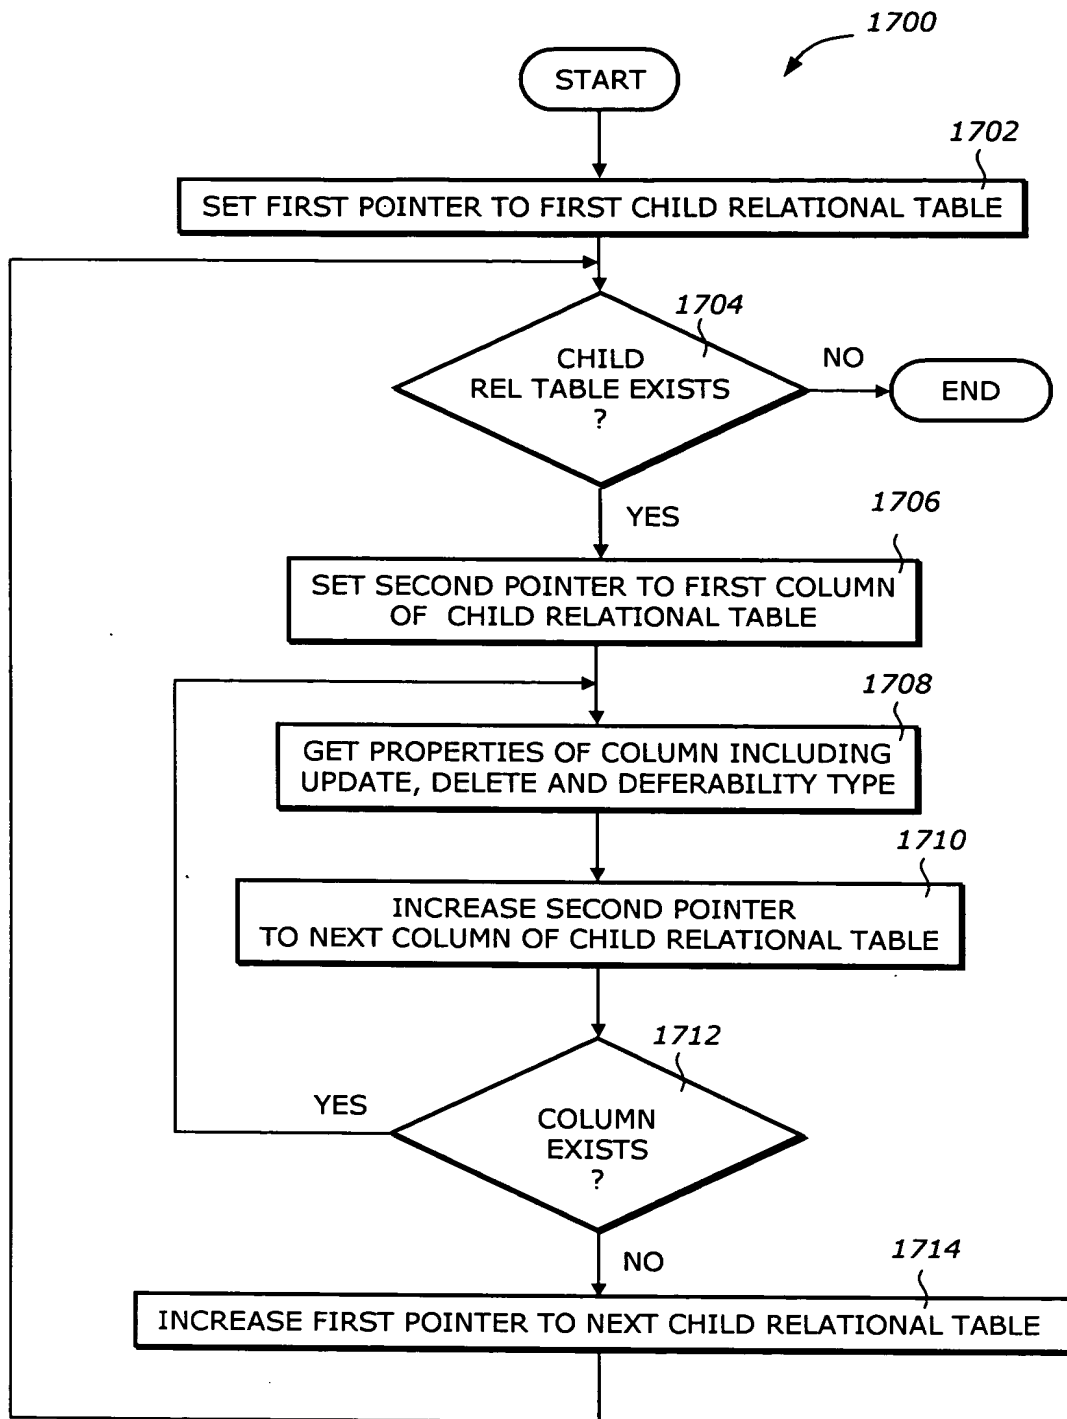 1700
START
1702
SET FIRST POINTER TO FIRST CHILD RELATIONAL TABLE
1704
CHILD
REL TABLE EXISTS
?
NO
END
YES
1706
SET SECOND POINTER TO FIRST COLUMN
OF CHILD RELATIONAL TABLE
1708
GET PROPERTIES OF COLUMN INCLUDING
UPDATE, DELETE AND DEFERABILITY TYPE
1710
INCREASE SECOND POINTER
TO NEXT COLUMN OF CHILD RELATIONAL TABLE
1712
YES
COLUMN
EXISTS
?
NO
1714
INCREASE FIRST POINTER TO NEXT CHILD RELATIONAL TABLE